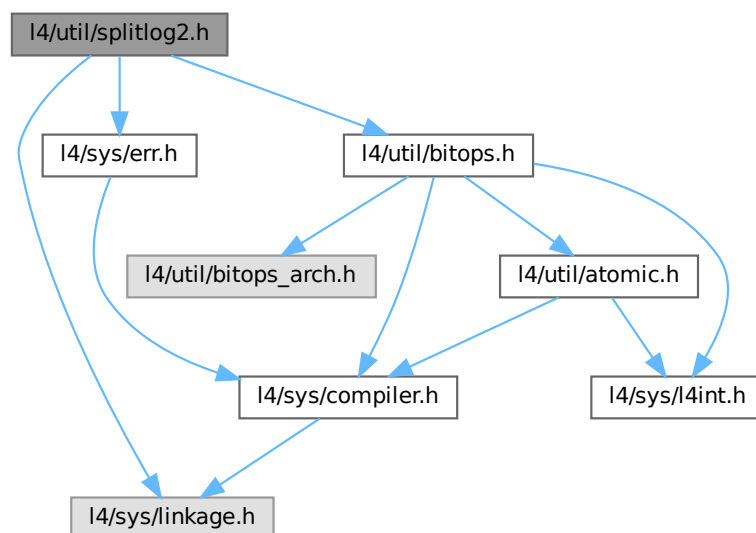 l4/util/splitlog2.h
l4/sys/err.h
l4/util/bitops.h
l4/util/bitops_arch.h
l4/util/atomic.h
l4/sys/compiler.h
l4/sys/l4int.h
l4/sys/linkage.h